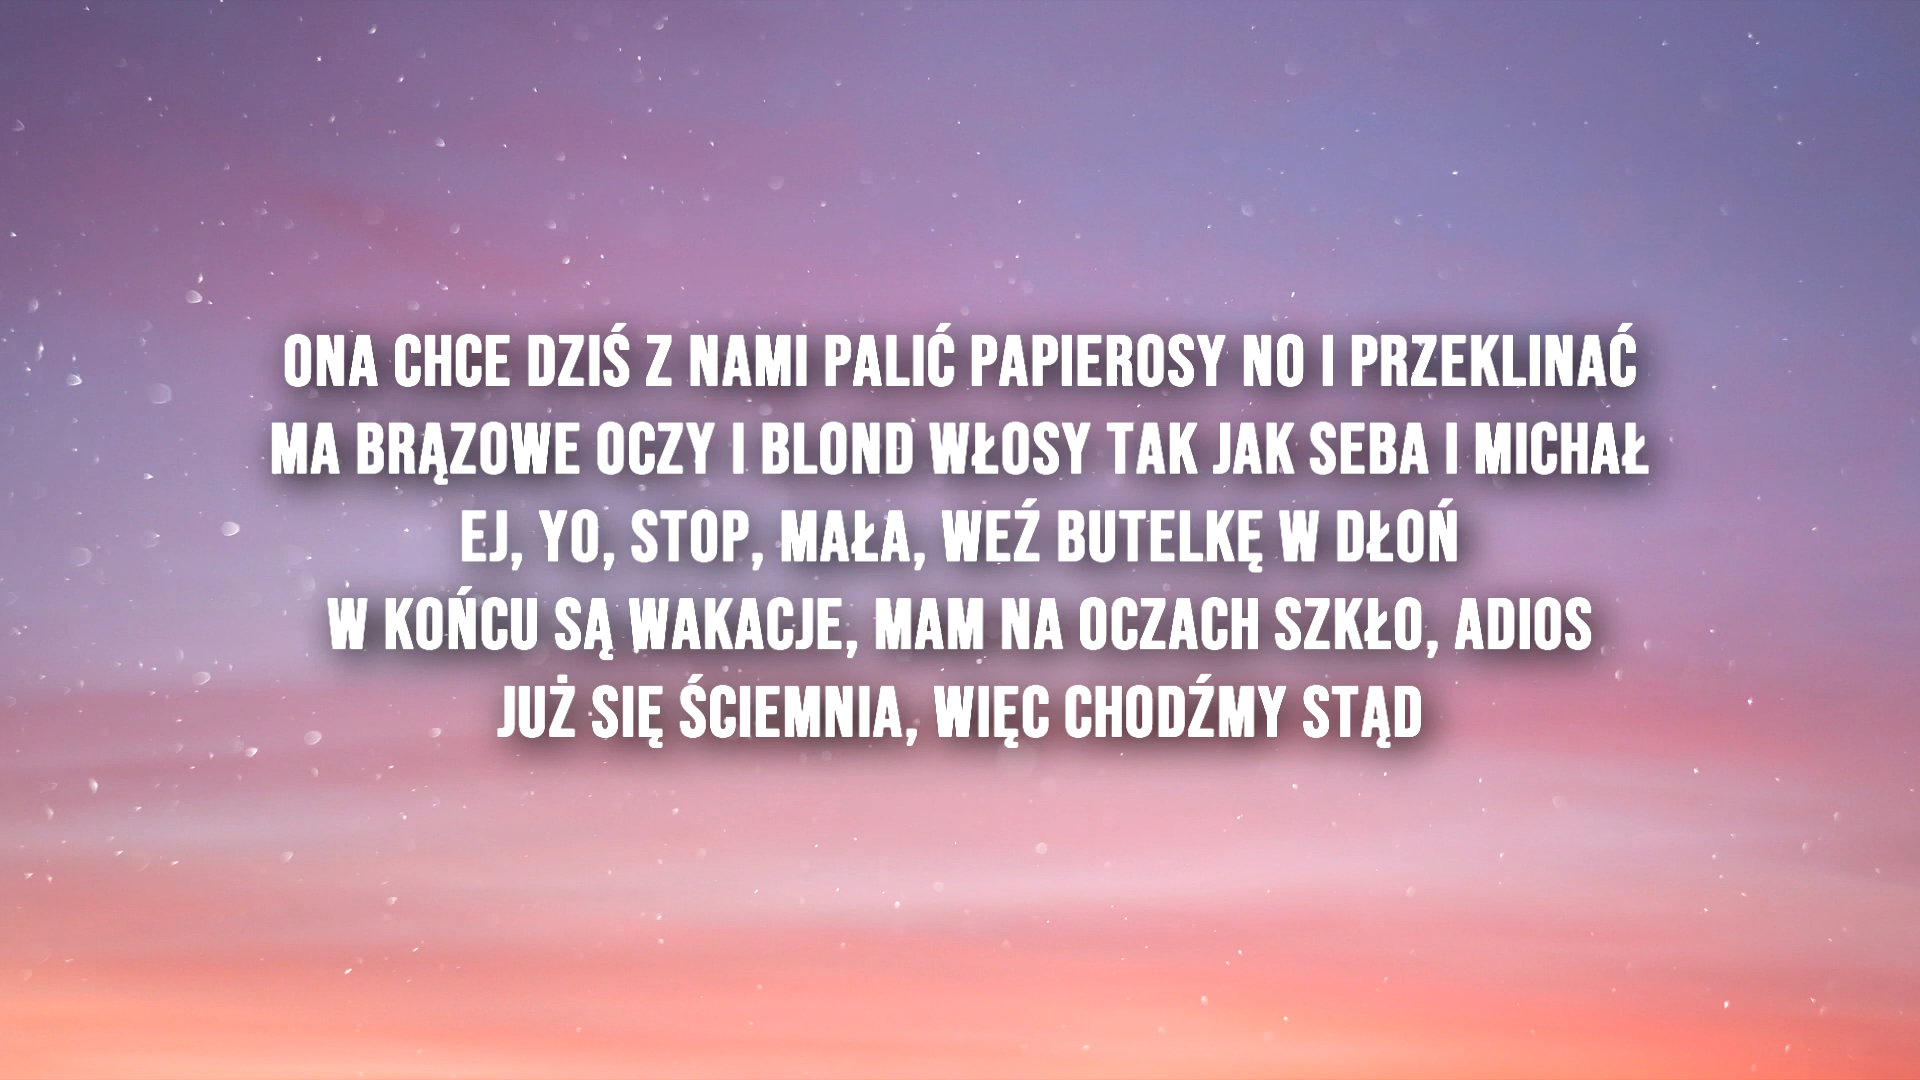 ONA CHCE DZIŚ Z NAMI PALIĆ PAPIEROSY NO I PRZEKLINAĆ
MA BRĄZOWE OCZY I BLOND WŁOSY TAK JAK SEBA I MICHAŁ
EJ, YO, STOP, MAŁA, WEŹ BUTELKĘ W DŁOŃ
W KOŃCU SĄ WAKACJE, MAM NA OCZACH SZKŁO, ADIOS
JUŻ SIĘ ŚCIEMNIA, WIĘC CHODŹMY STĄD